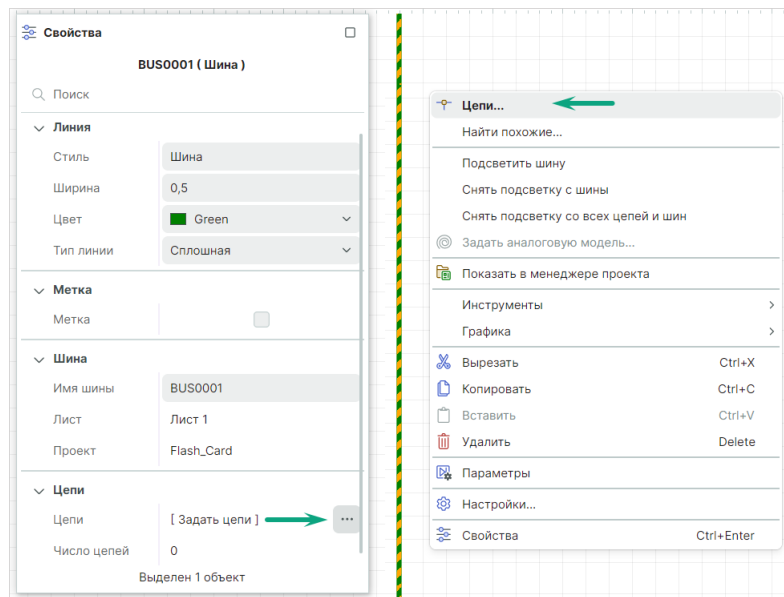 Свойства
BUS0001 ( Шина )
Поиск
Линия
Стиль Шина
Ширина 0,5
Цвет Green
Тип линии Сплошная
Метка
Метка
Шина
Имя шины BUS0001
Лист Лист 1
Проект Flash_Card
Цепи
Цепи [ Задать цепи ] ...
Число цепей 0
Выделен 1 объект
Цепи...
Найти похожие...
Подсветить шину
Снять подсветку с шины
Снять подсветку со всех цепей и шин
Задать аналоговую модель...
Показать в менеджере проекта
Инструменты
Графика
Вырезать Ctrl+X
Копировать Ctrl+C
Вставить Ctrl+V
Удалить Delete
Параметры
Настройки...
Свойства Ctrl+Enter